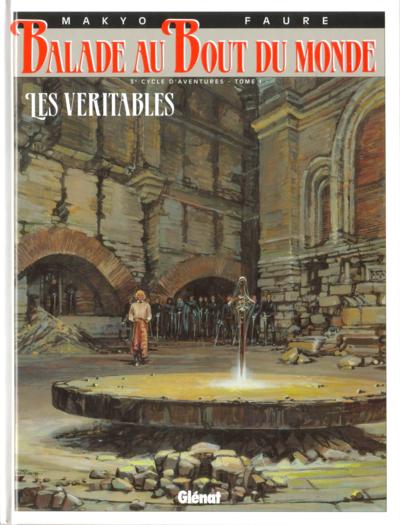 MAKYO FAURE
BALADE AU BOUT DU MONDE
3e CYCLE D'AVENTURES - TOME 1
LES VERITABLES
Glénat